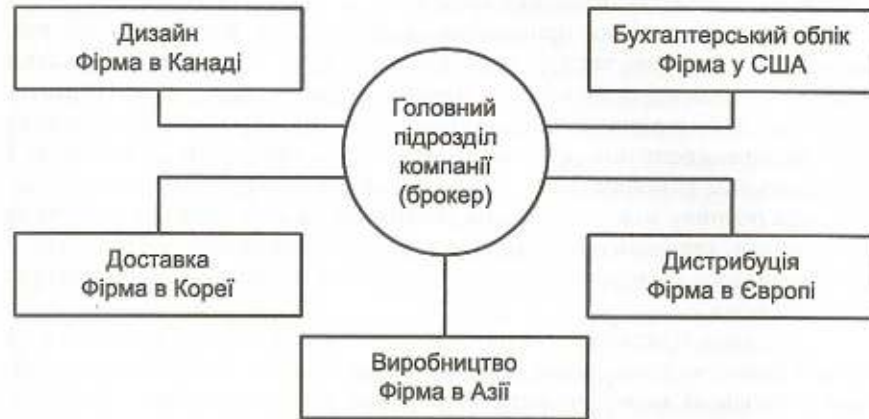 Дизайн
Фірма в Канаді
Бухгалтерський облік
Фірма у США
Головний
підрозділ
компанії
(брокер)
Доставка
Фірма в Кореї
Дистрибуція
Фірма в Європі
Виробництво
Фірма в Азії